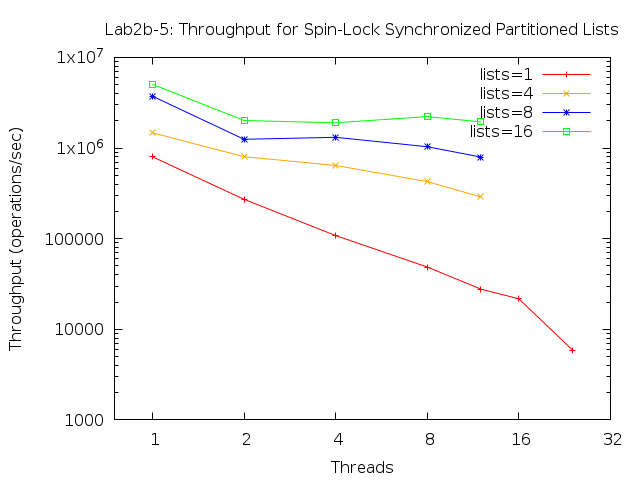 Lab2b-5: Throughput for Spin-Lock Synchronized Partitioned Lists
1x10^7
1x10^6
100000
10000
1000
Throughput (operations/sec)
lists=1
lists=4
lists=8
lists=16
1 2 4 8 16 32
Threads